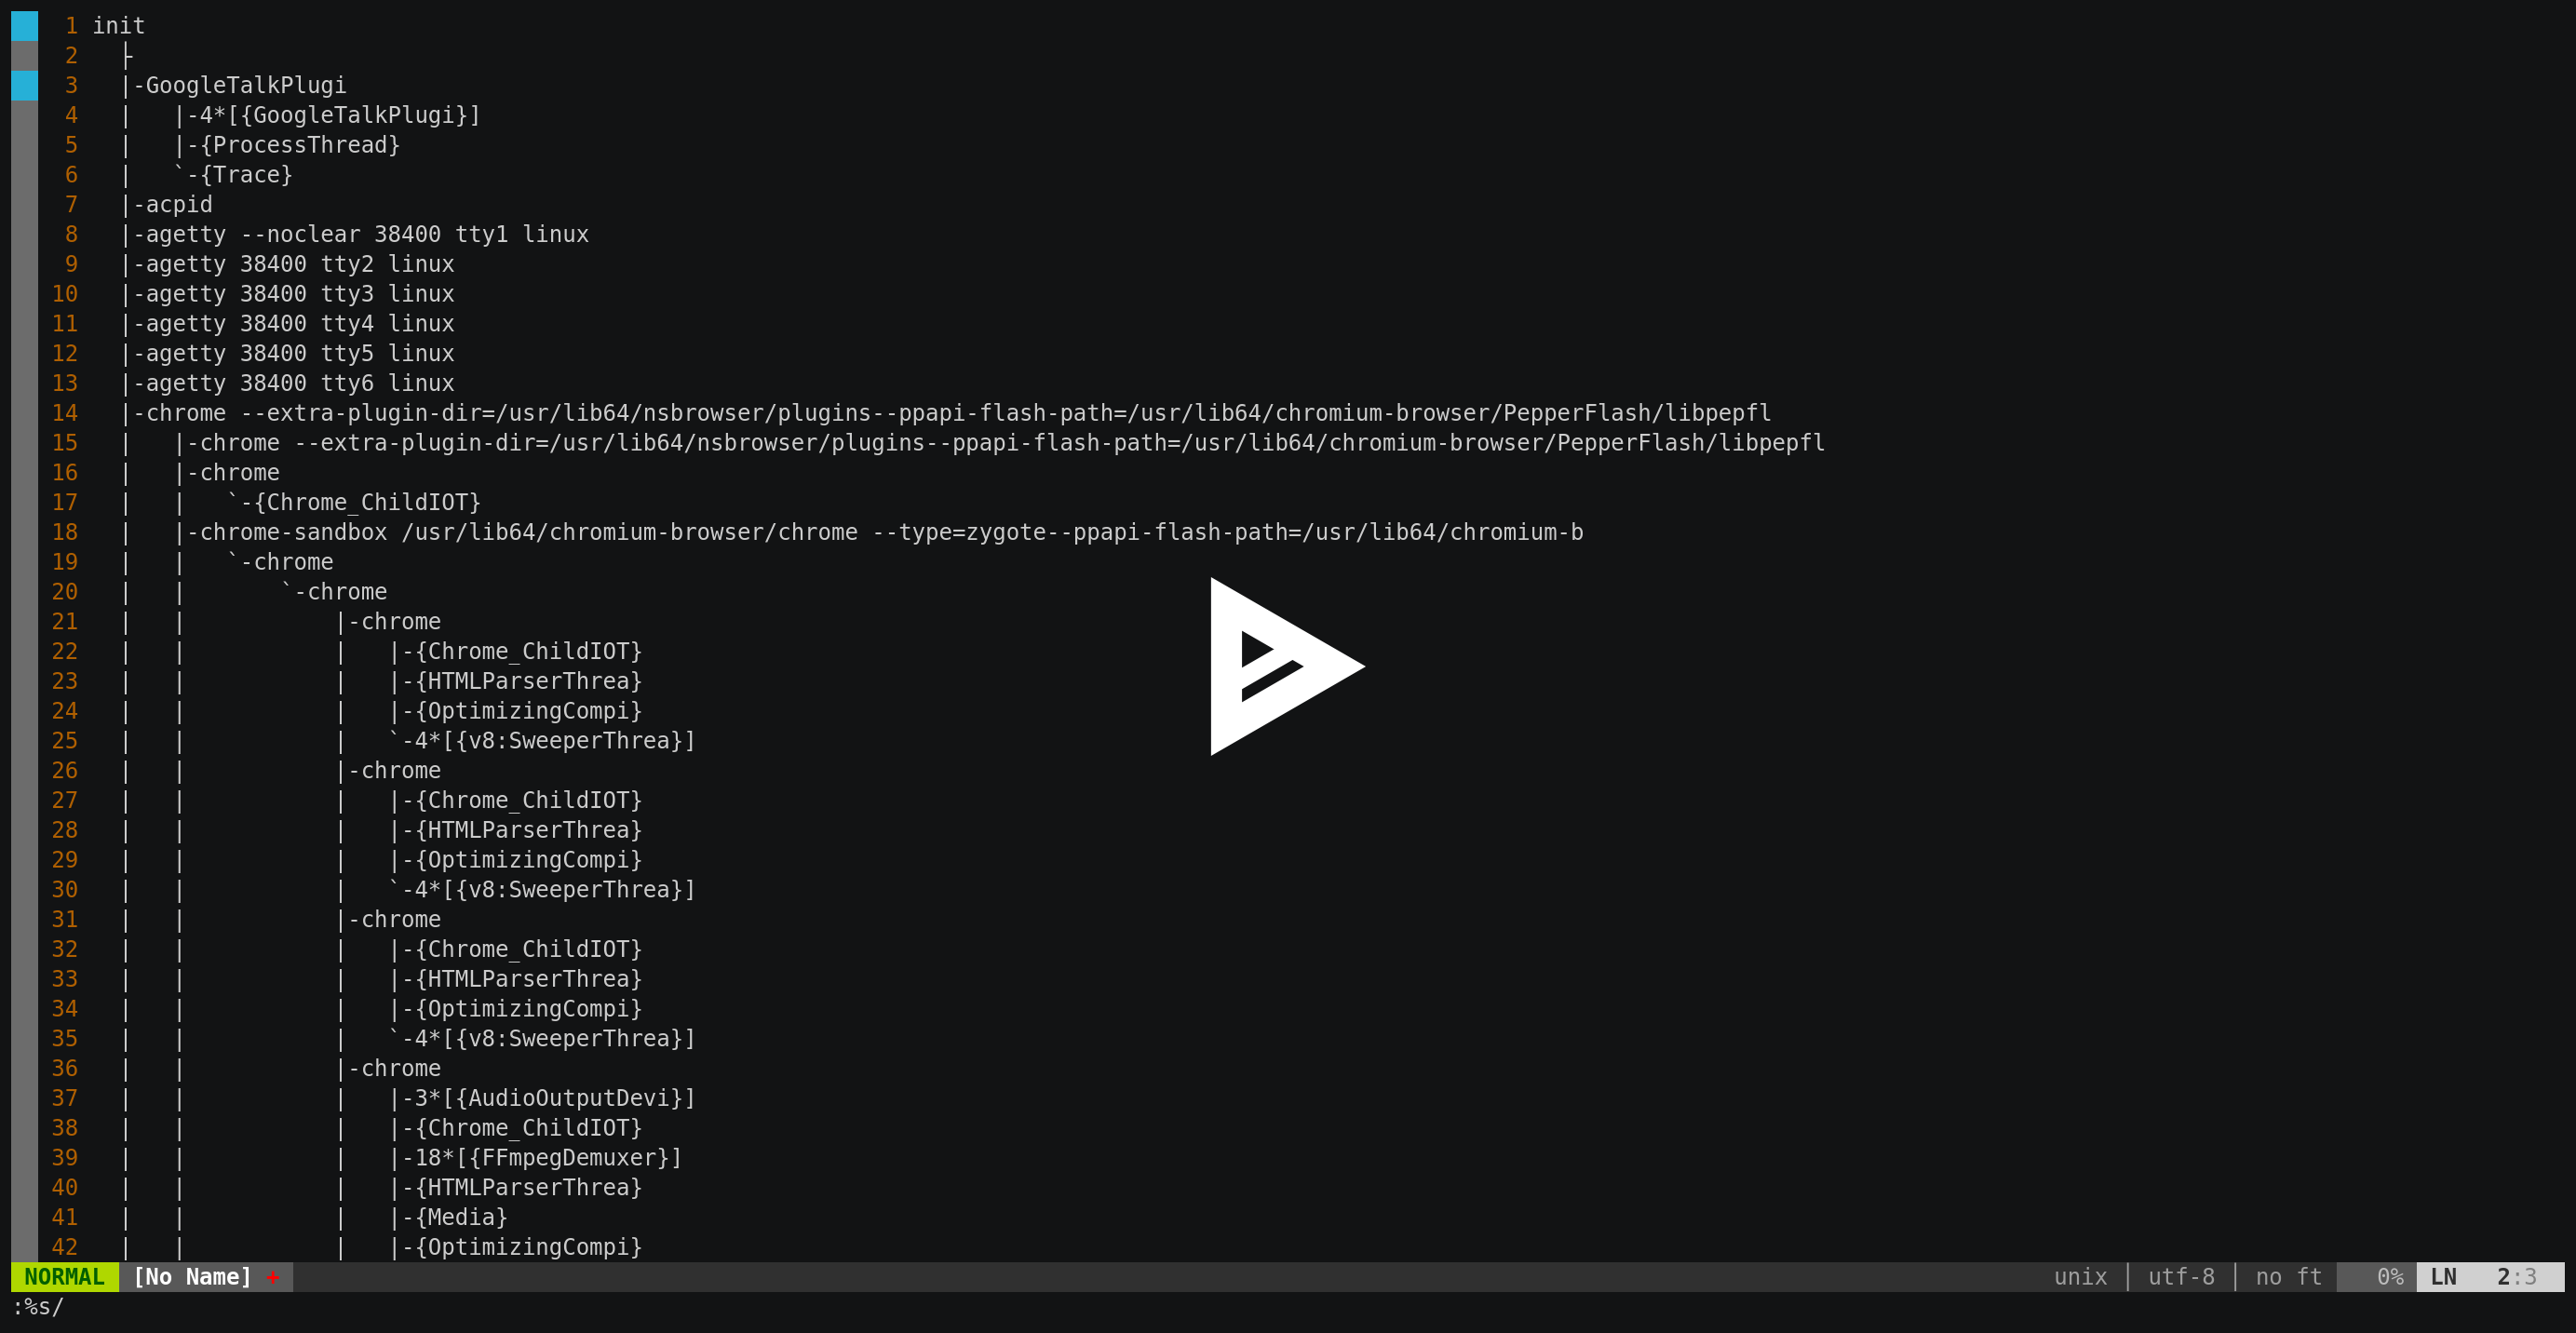 1 init
2   ├
3   |-GoogleTalkPlugi
4   |   |-4*[{GoogleTalkPlugi}]
5   |   |-{ProcessThread}
6   |   `-{Trace}
7   |-acpid
8   |-agetty --noclear 38400 tty1 linux
9   |-agetty 38400 tty2 linux
10   |-agetty 38400 tty3 linux
11   |-agetty 38400 tty4 linux
12   |-agetty 38400 tty5 linux
13   |-agetty 38400 tty6 linux
14   |-chrome --extra-plugin-dir=/usr/lib64/nsbrowser/plugins--ppapi-flash-path=/usr/lib64/chromium-browser/PepperFlash/libpepfl
15   |   |-chrome --extra-plugin-dir=/usr/lib64/nsbrowser/plugins--ppapi-flash-path=/usr/lib64/chromium-browser/PepperFlash/libpepfl
16   |   |-chrome
17   |   |   `-{Chrome_ChildIOT}
18   |   |-chrome-sandbox /usr/lib64/chromium-browser/chrome --type=zygote--ppapi-flash-path=/usr/lib64/chromium-b
19   |   |   `-chrome
20   |   |       `-chrome
21   |   |           |-chrome
22   |   |           |   |-{Chrome_ChildIOT}
23   |   |           |   |-{HTMLParserThrea}
24   |   |           |   |-{OptimizingCompi}
25   |   |           |   `-4*[{v8:SweeperThrea}]
26   |   |           |-chrome
27   |   |           |   |-{Chrome_ChildIOT}
28   |   |           |   |-{HTMLParserThrea}
29   |   |           |   |-{OptimizingCompi}
30   |   |           |   `-4*[{v8:SweeperThrea}]
31   |   |           |-chrome
32   |   |           |   |-{Chrome_ChildIOT}
33   |   |           |   |-{HTMLParserThrea}
34   |   |           |   |-{OptimizingCompi}
35   |   |           |   `-4*[{v8:SweeperThrea}]
36   |   |           |-chrome
37   |   |           |   |-3*[{AudioOutputDevi}]
38   |   |           |   |-{Chrome_ChildIOT}
39   |   |           |   |-18*[{FFmpegDemuxer}]
40   |   |           |   |-{HTMLParserThrea}
41   |   |           |   |-{Media}
42   |   |           |   |-{OptimizingCompi}
NORMAL [No Name] + unix │ utf-8 │ no ft 0% LN 2:3
:%s/